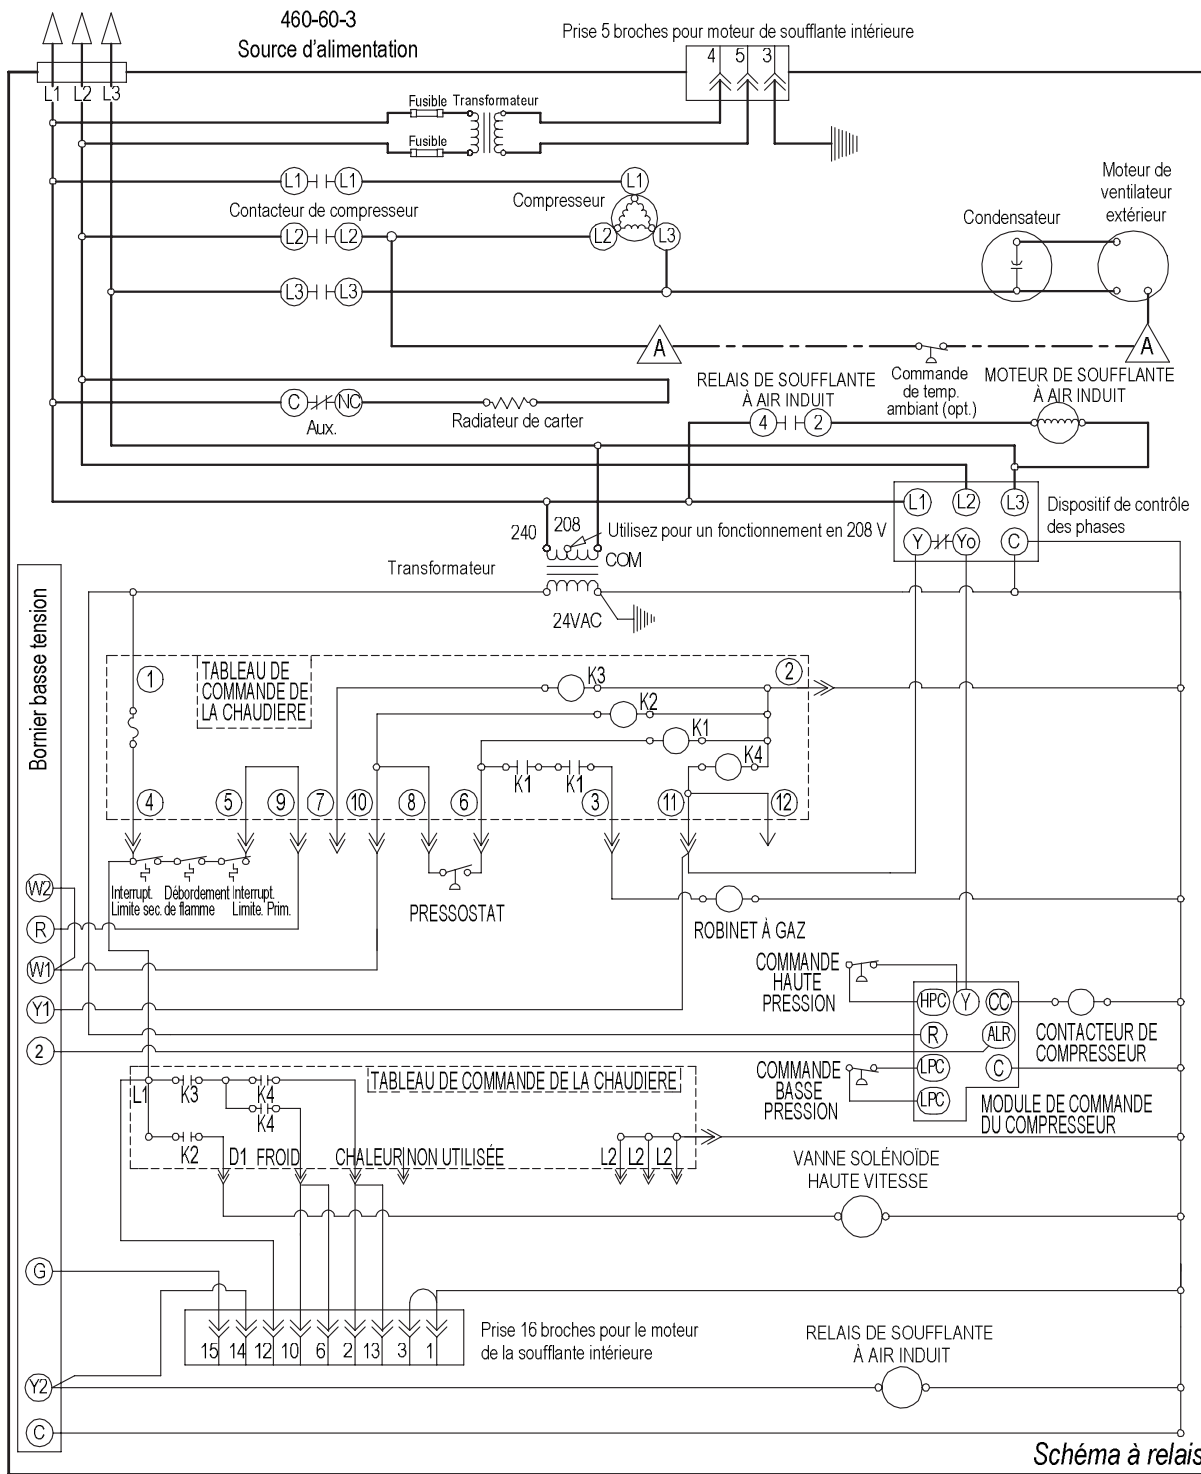 460-60-3
Source d'alimentation
Prise 5 broches pour moteur de soufflante intérieure
4 5 3
L1 L2 L3
Fusible Transformateur
Fusible
L1 L1 L1
Contacteur de compresseur
Compresseur
Moteur de
ventilateur
extérieur
Condensateur
L2 L2 L2 L3
L3 L3
A A
Commande
de temp.
ambiant (opt.)
RELAIS DE SOUFFLANTE
À AIR INDUIT
MOTEUR DE SOUFFLANTE
À AIR INDUIT
C NC
Aux.
Radiateur de carter
4 2
L1 L2 L3
Dispositif de contrôle
des phases
Y Yo C
240 208
Utilisez pour un fonctionnement en 208 V
COM
Transformateur
24VAC
Bornier basse tension
TABLEAU DE
COMMANDE DE
LA CHAUDIERE
1 2
K3
K2
K1
K4
K1 K1
4 5 9 7 10 8 6 3 11 12
Interrupt.
Limite sec.
Débordement
de flamme
Interrupt.
Limite. Prim.
PRESSOSTAT
ROBINET À GAZ
W2
R
W1
Y1
2
COMMANDE
HAUTE
PRESSION
HPC Y CC
R ALR
LPC C
LPC
CONTACTEUR DE
COMPRESSEUR
COMMANDE
BASSE
PRESSION
MODULE DE COMMANDE
DU COMPRESSEUR
TABLEAU DE COMMANDE DE LA CHAUDIERE
L1 K3 K4
K4
K2 D1 FROID CHALEUR NON UTILISÉE L2 L2 L2
VANNE SOLÉNOÏDE
HAUTE VITESSE
G
15 14 12 10 6 2 13 3 1
Prise 16 broches pour le moteur
de la soufflante intérieure
RELAIS DE SOUFFLANTE
À AIR INDUIT
Y2
C
Schéma à relais